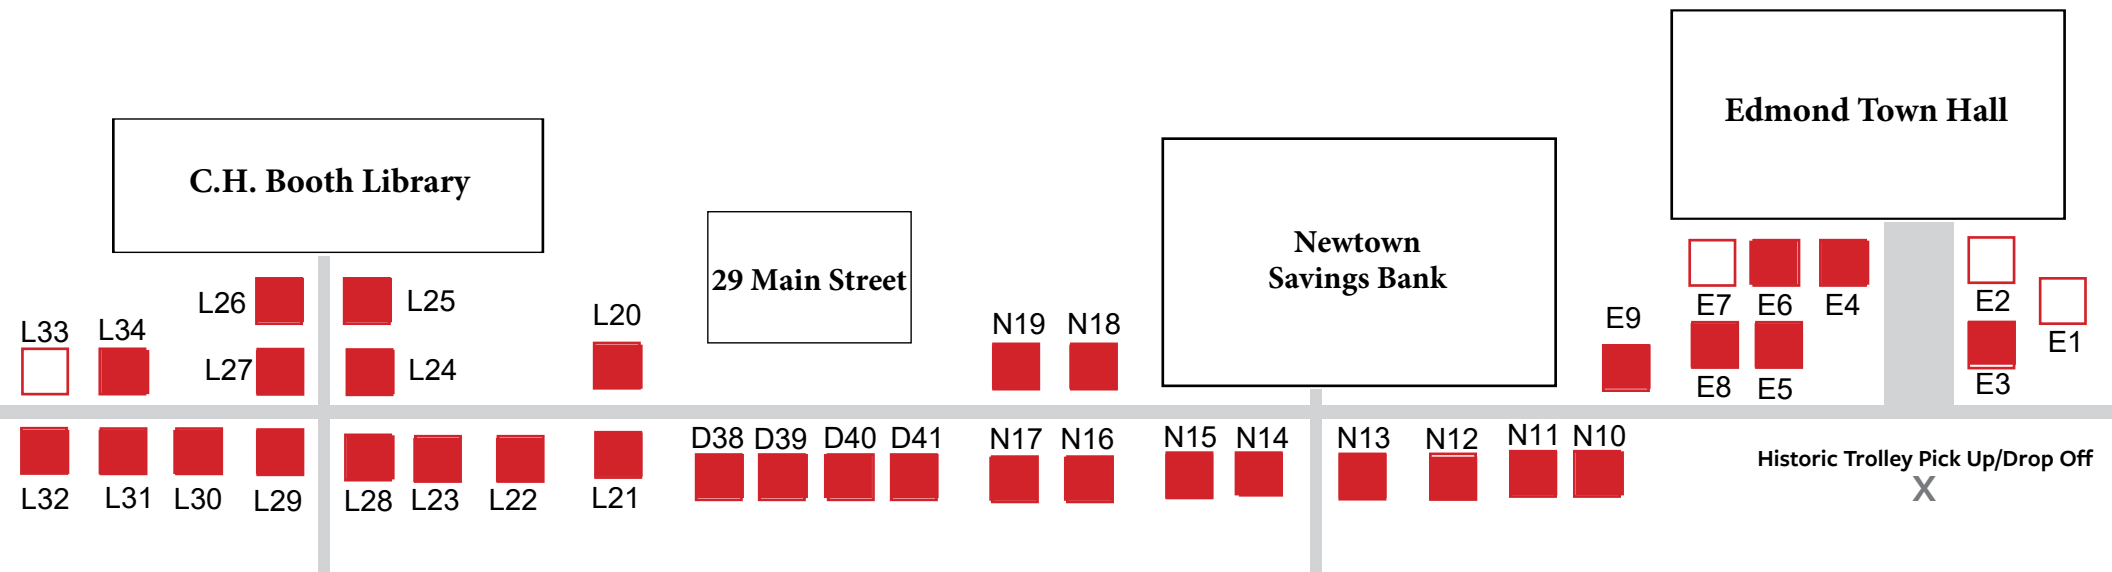 Edmond Town Hall
C.H. Booth Library
Newtown
Savings Bank
29 Main Street
L26
L25
L33
L34
L27
L24
L20
N19
N18
E9
E7
E6
E4
E2
E1
E8
E5
E3
L32
L31
L30
L29
L28
L23
L22
L21
D38
D39
D40
D41
N17
N16
N15
N14
N13
N12
N11
N10
Historic Trolley Pick Up/Drop Off
X